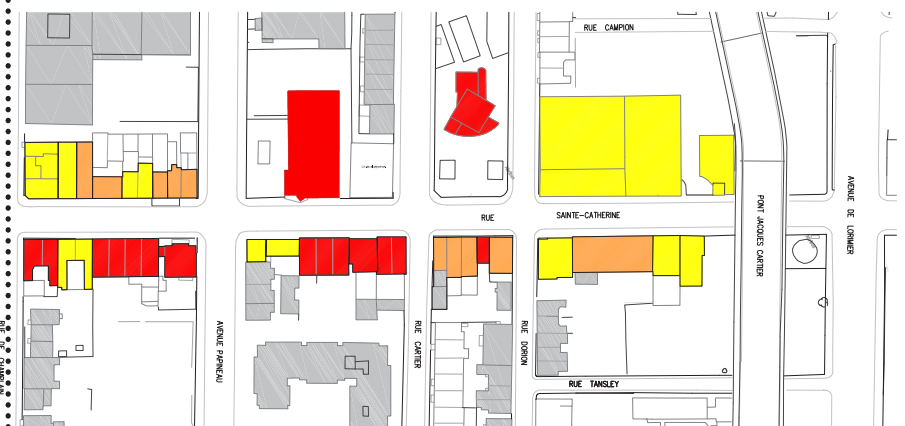 RUE CAMPION
AVENUE DE LORIMIER
PONT JACQUES CARTIER
RUE SAINTE-CATHERINE
RUE DE CHAMPLAIN
AVENUE PAPINEAU
RUE CARTIER
RUE DORION
RUE TANSLEY